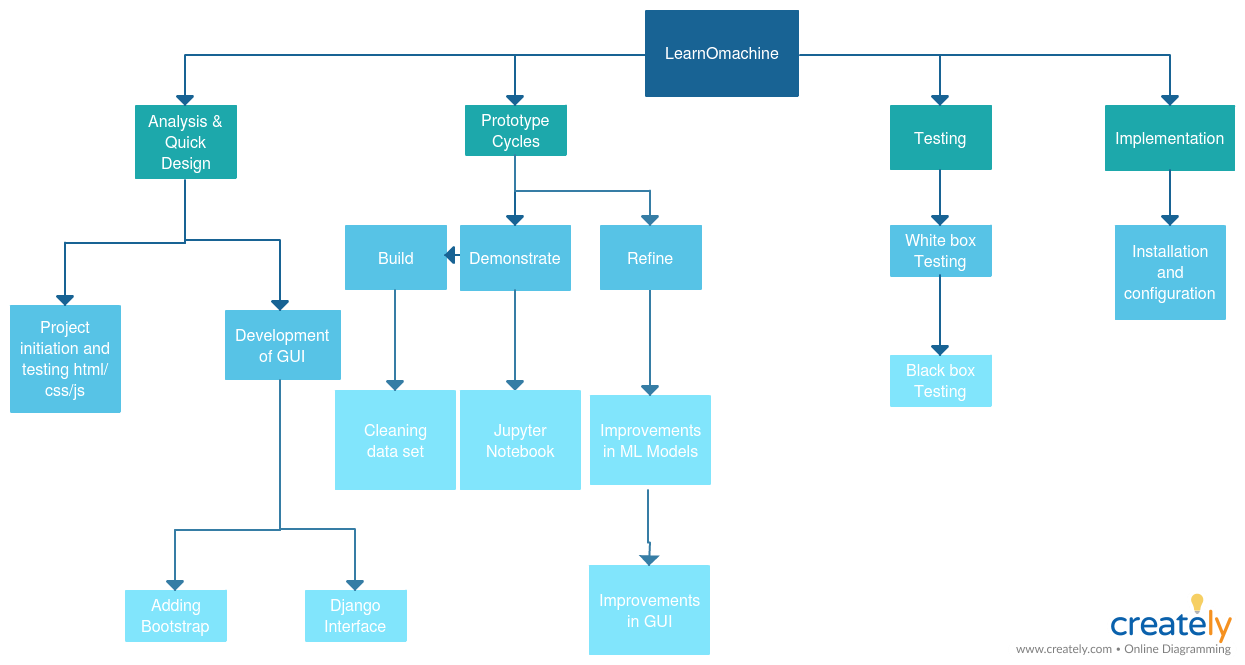 LearnOmachine
Analysis &
Quick
Design
Prototype
Cycles
Testing
Implementation
Build
Demonstrate
Refine
White box
Testing
Installation
and
configuration
Project
initiation and
testing html/
css/js
Development
of GUI
Cleaning
data set
Jupyter
Notebook
Improvements
in ML Models
Black box
Testing
Adding
Bootstrap
Django
Interface
Improvements
in GUI
creately
www.creately.com • Online Diagramming